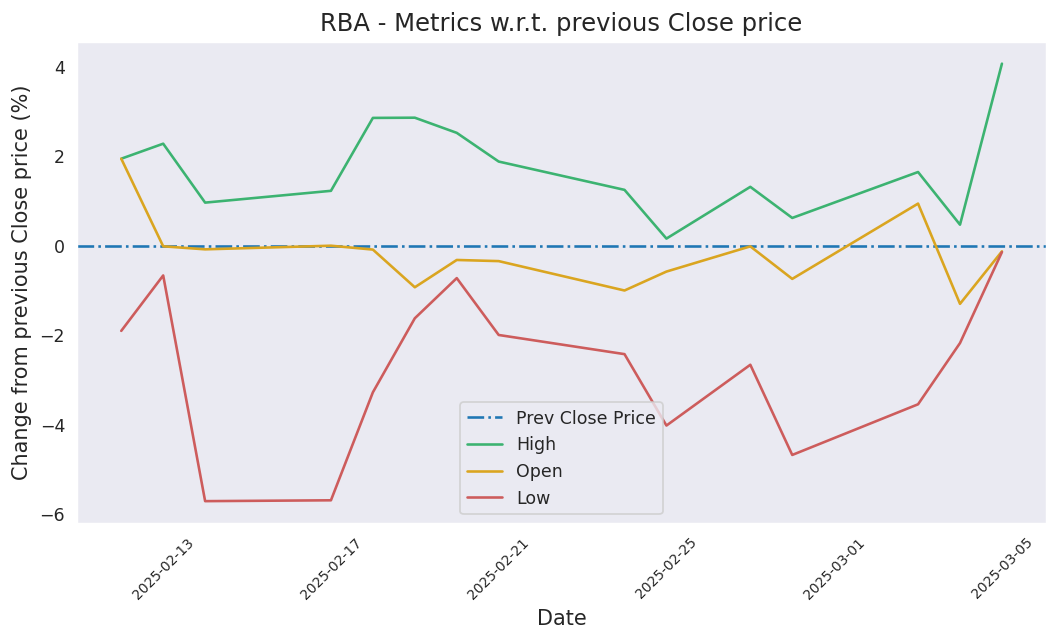 RBA - Metrics w.r.t. previous Close price
Change from previous Close price (%)
4
2
0
−2
−4
−6
Prev Close Price
High
Open
Low
2025-02-13
2025-02-17
2025-02-21
2025-02-25
2025-03-01
2025-03-05
Date